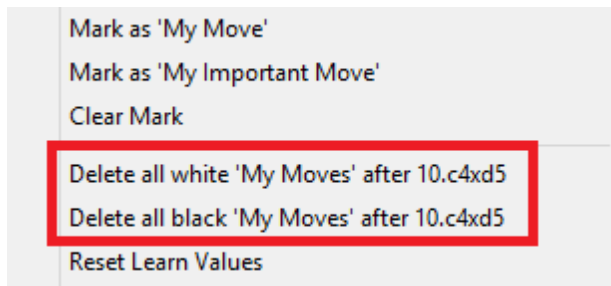 Mark as 'My Move'
Mark as 'My Important Move'
Clear Mark
Delete all white 'My Moves' after 10.c4xd5
Delete all black 'My Moves' after 10.c4xd5
Reset Learn Values